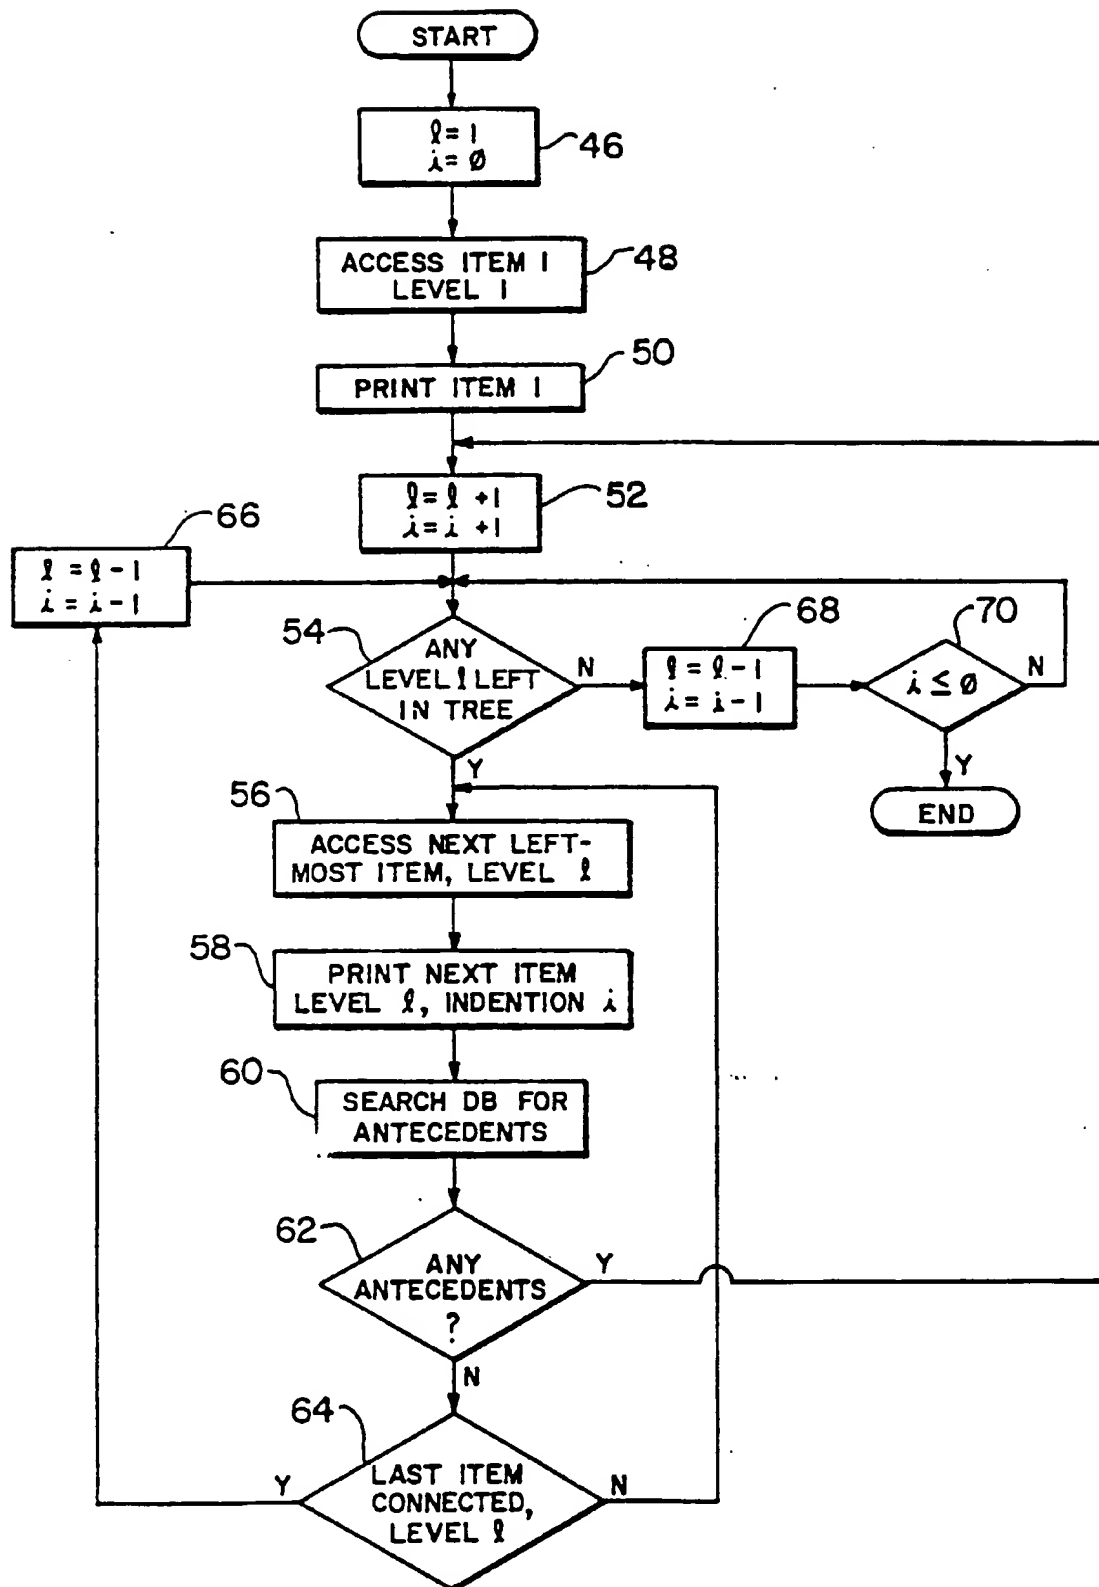 START
ℓ = 1
i = Ø
46
ACCESS ITEM 1
LEVEL 1
48
PRINT ITEM 1
50
ℓ = ℓ +1
i = i +1
52
66
ℓ = ℓ - 1
i = i - 1
54
ANY
LEVEL ℓ LEFT
IN TREE
N
68
ℓ = ℓ - 1
i = i - 1
70
i ≤ Ø
N
Y
END
Y
56
ACCESS NEXT LEFT-
MOST ITEM, LEVEL ℓ
58
PRINT NEXT ITEM
LEVEL ℓ, INDENTION i
60
SEARCH DB FOR
ANTECEDENTS
62
ANY
ANTECEDENTS
?
Y
N
64
LAST ITEM
CONNECTED,
LEVEL ℓ
Y
N